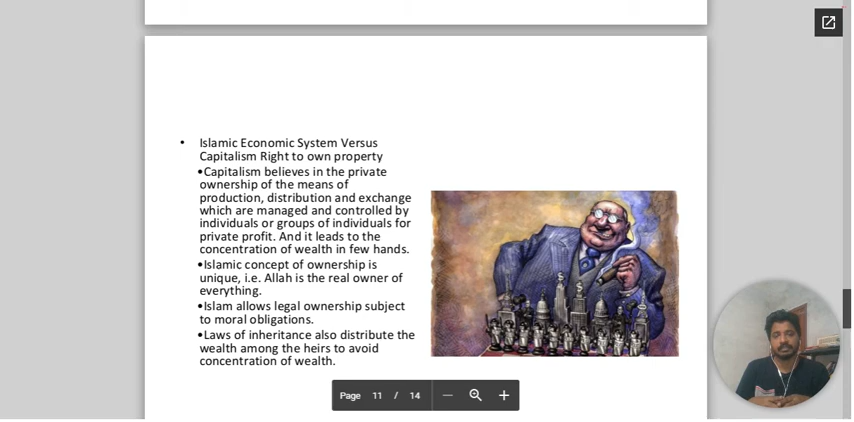 • Islamic Economic System Versus
Capitalism Right to own property
•Capitalism believes in the private
ownership of the means of
production, distribution and exchange
which are managed and controlled by
individuals or groups of individuals for
private profit. And it leads to the
concentration of wealth in few hands.
•Islamic concept of ownership is
unique, i.e. Allah is the real owner of
everything.
•Islam allows legal ownership subject
to moral obligations.
•Laws of inheritance also distribute the
wealth among the heirs to avoid
concentration of wealth.
$
$
Page 11 / 14